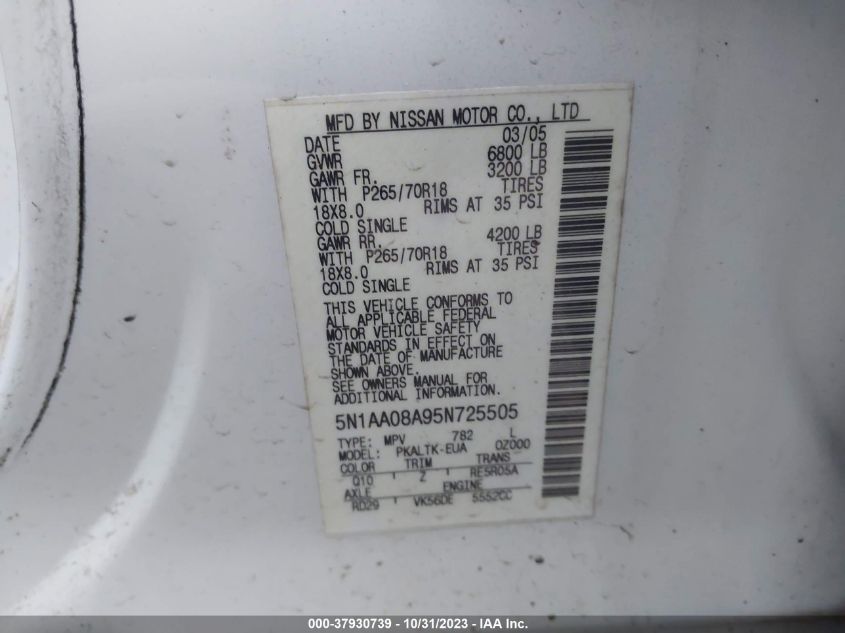 MFD BY NISSAN MOTOR CO., LTD
DATE 03/05
GVWR 6800 LB
GAWR FR. 3200 LB
WITH P265/70R18 TIRES
18X8.0 RIMS AT 35 PSI
COLD SINGLE
GAWR RR. 4200 LB
WITH P265/70R18 TIRES
18X8.0 RIMS AT 35 PSI
COLD SINGLE
THIS VEHICLE CONFORMS TO
ALL APPLICABLE FEDERAL
MOTOR VEHICLE SAFETY
STANDARDS IN EFFECT ON
THE DATE OF MANUFACTURE
SHOWN ABOVE.
SEE OWNERS MANUAL FOR
ADDITIONAL INFORMATION.
5N1AA08A95N725505
TYPE: MPV 782 L
MODEL: PKALTK-EUA 0Z000
COLOR TRIM TRANS
Q10 Z RE5R05A
AXLE ENGINE
RD29 VK56DE 5552CC
000-37930739 / 10/31/2023 - IAA Inc.